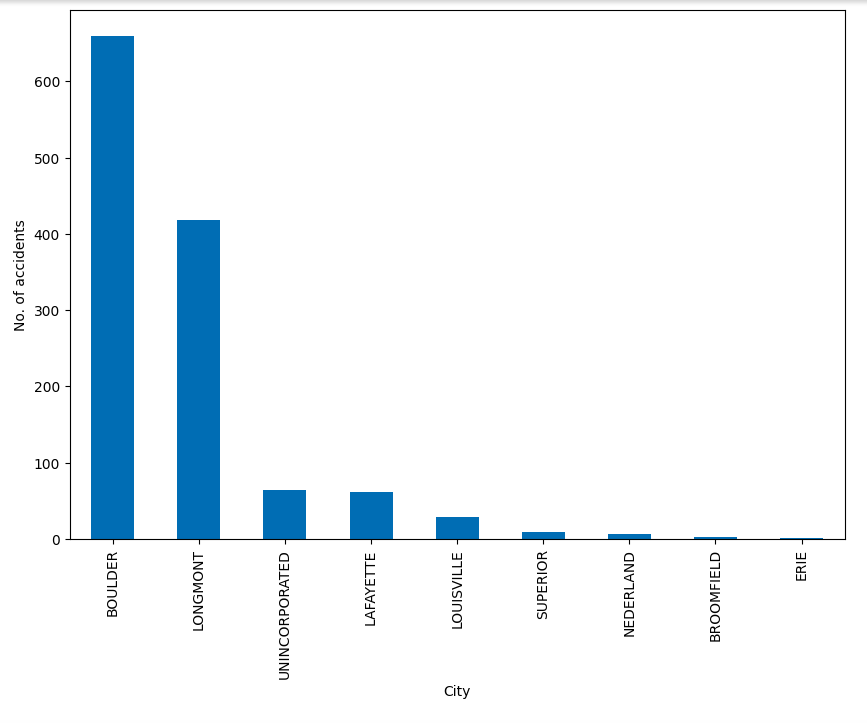 600
500
400
300
200
100
0
No. of accidents
BOULDER
LONGMONT
UNINCORPORATED
LAFAYETTE
LOUISVILLE
SUPERIOR
NEDERLAND
BROOMFIELD
ERIE
City